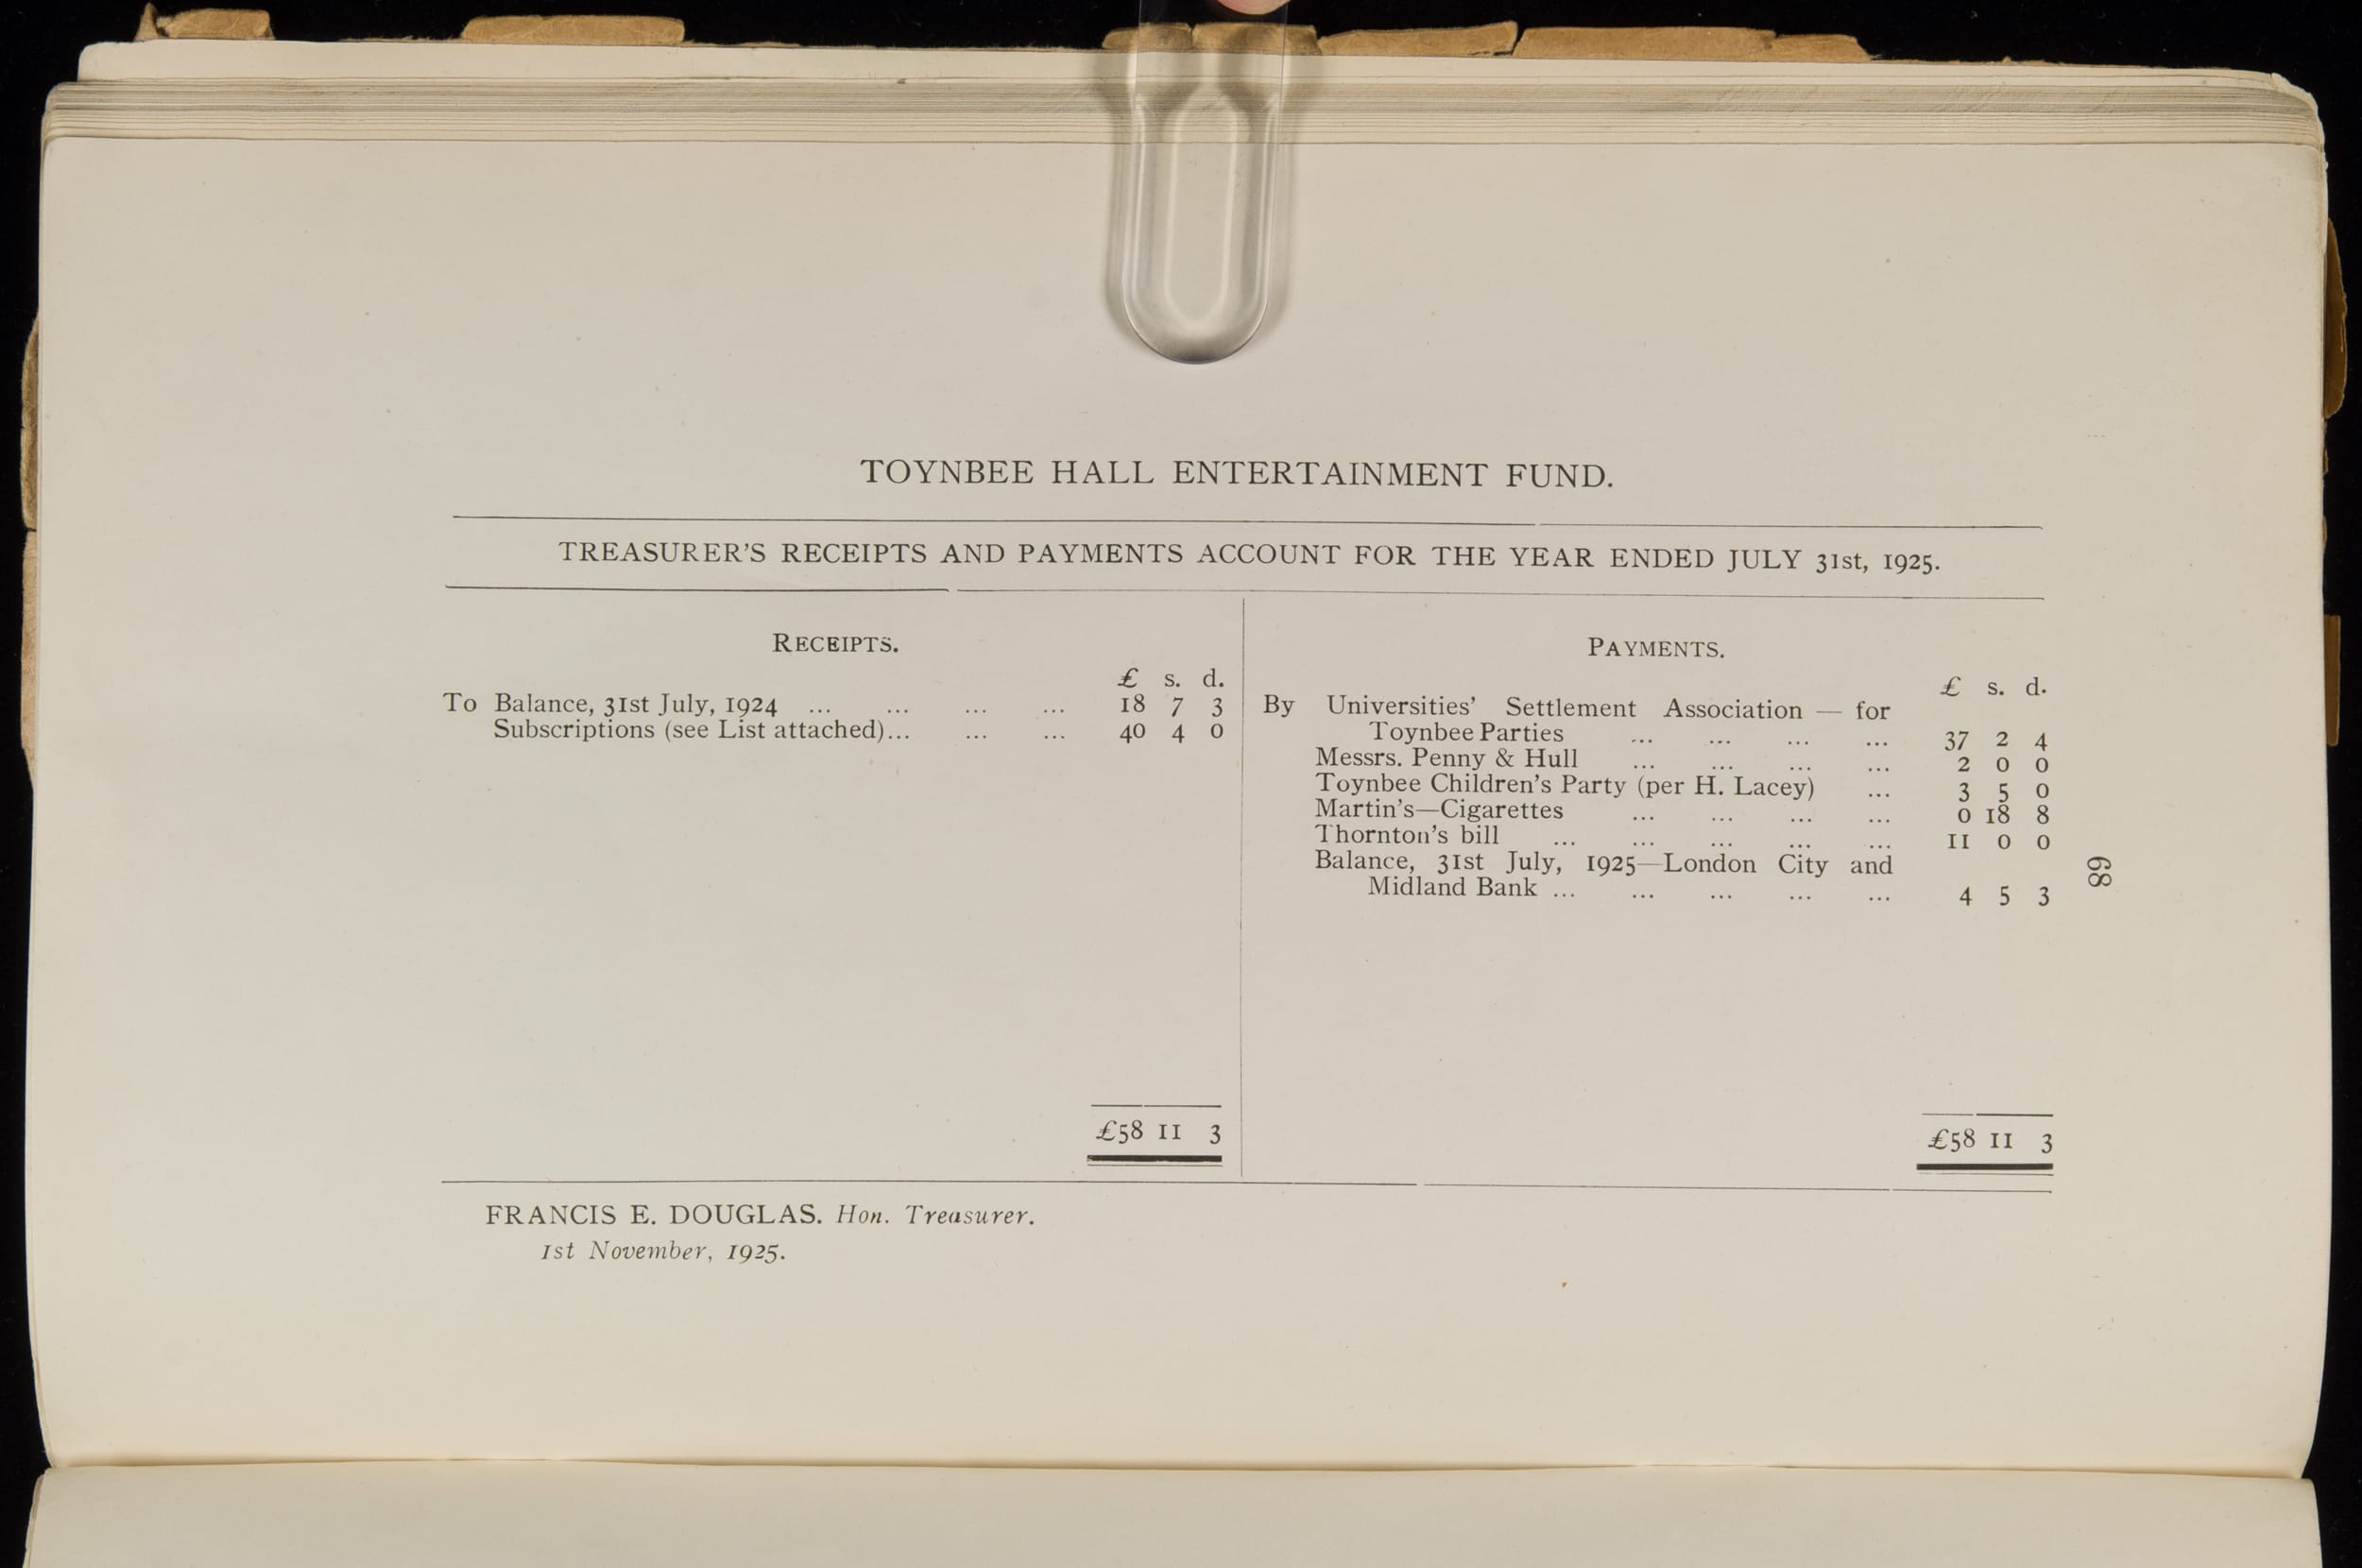 TOYNBEE HALL ENTERTAINMENT FUND.
TREASURER'S RECEIPTS AND PAYMENTS ACCOUNT FOR THE YEAR ENDED JULY 31st, 1925.
RECEIPTS.
£ s. d.
To Balance, 31st July, 1924 ... ... ... ... 18 7 3
Subscriptions (see List attached)... ... ... 40 4 0
£58 11 3
PAYMENTS.
£ s. d.
By Universities' Settlement Association — for
Toynbee Parties ... ... ... ... 37 2 4
Messrs. Penny & Hull ... ... ... ... 2 0 0
Toynbee Children's Party (per H. Lacey) ... 3 5 0
Martin's—Cigarettes ... ... ... ... 0 18 8
Thornton's bill ... ... ... ... ... 11 0 0
Balance, 31st July, 1925—London City and
Midland Bank ... ... ... ... ... 4 5 3
£58 11 3
68
FRANCIS E. DOUGLAS. Hon. Treasurer.
1st November, 1925.